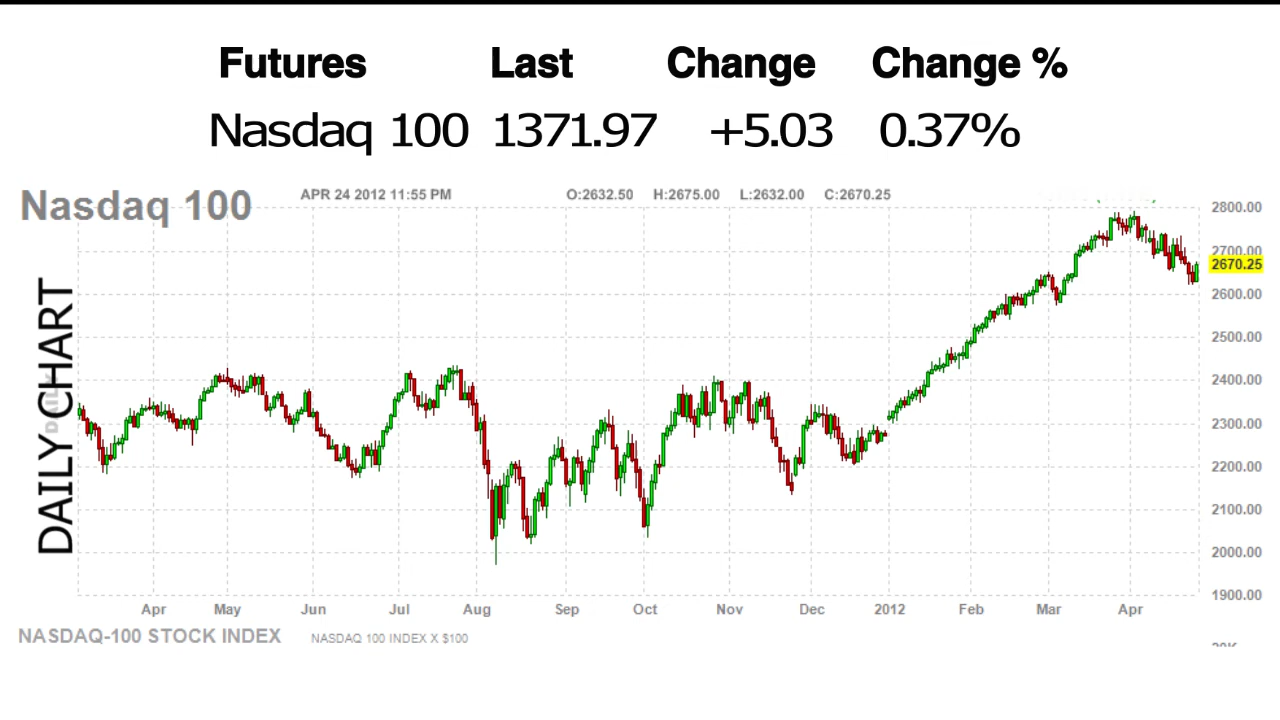 Futures Last Change Change %
Nasdaq 100 1371.97 +5.03 0.37%
Nasdaq 100 APR 24 2012 11:55 PM O:2632.50 H:2675.00 L:2632.00 C:2670.25
DAILY CHART
2800.00
2700.00
2670.25
2600.00
2500.00
2400.00
2300.00
2200.00
2100.00
2000.00
1900.00
Apr May Jun Jul Aug Sep Oct Nov Dec 2012 Feb Mar Apr
NASDAQ-100 STOCK INDEX NASDAQ 100 INDEX X $100